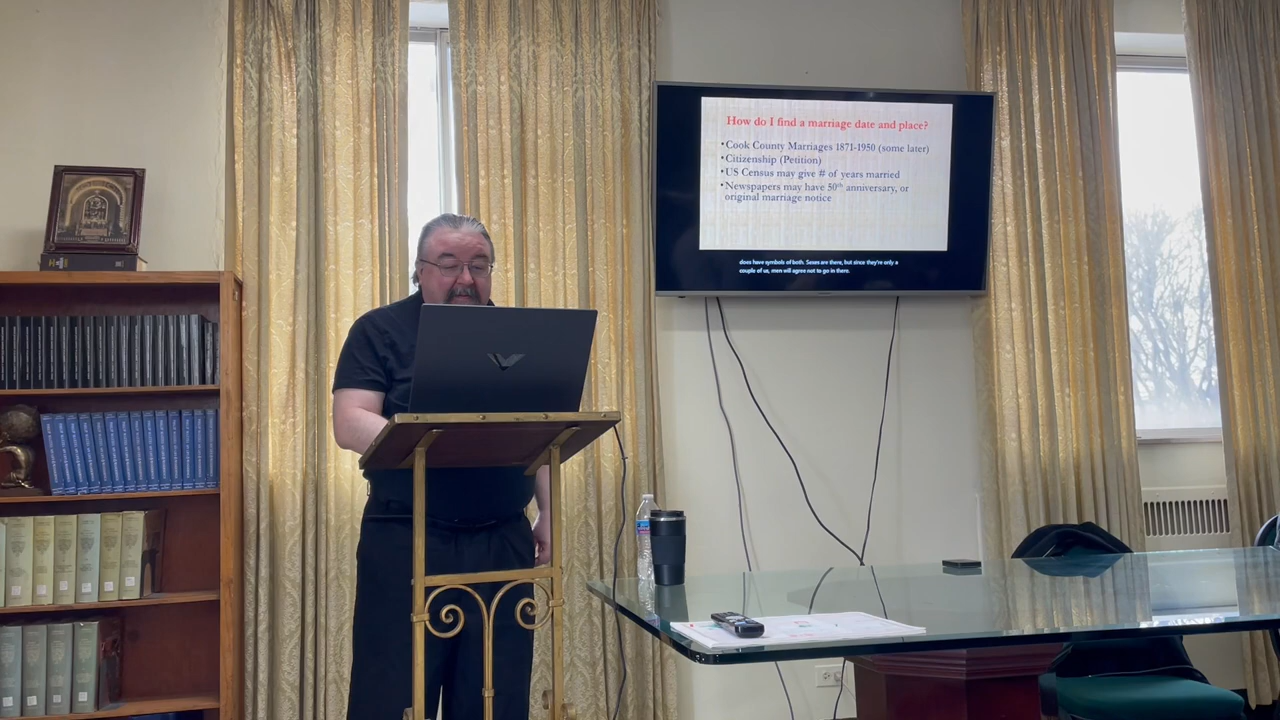 How do I find a marriage date and place?
•Cook County Marriages 1871-1950 (some later)
•Citizenship (Petition)
•US Census may give # of years married
•Newspapers may have 50th anniversary, or
original marriage notice
does have symbols of both. Sexes are there, but since they're only a
couple of us, men will agree not to go in there.